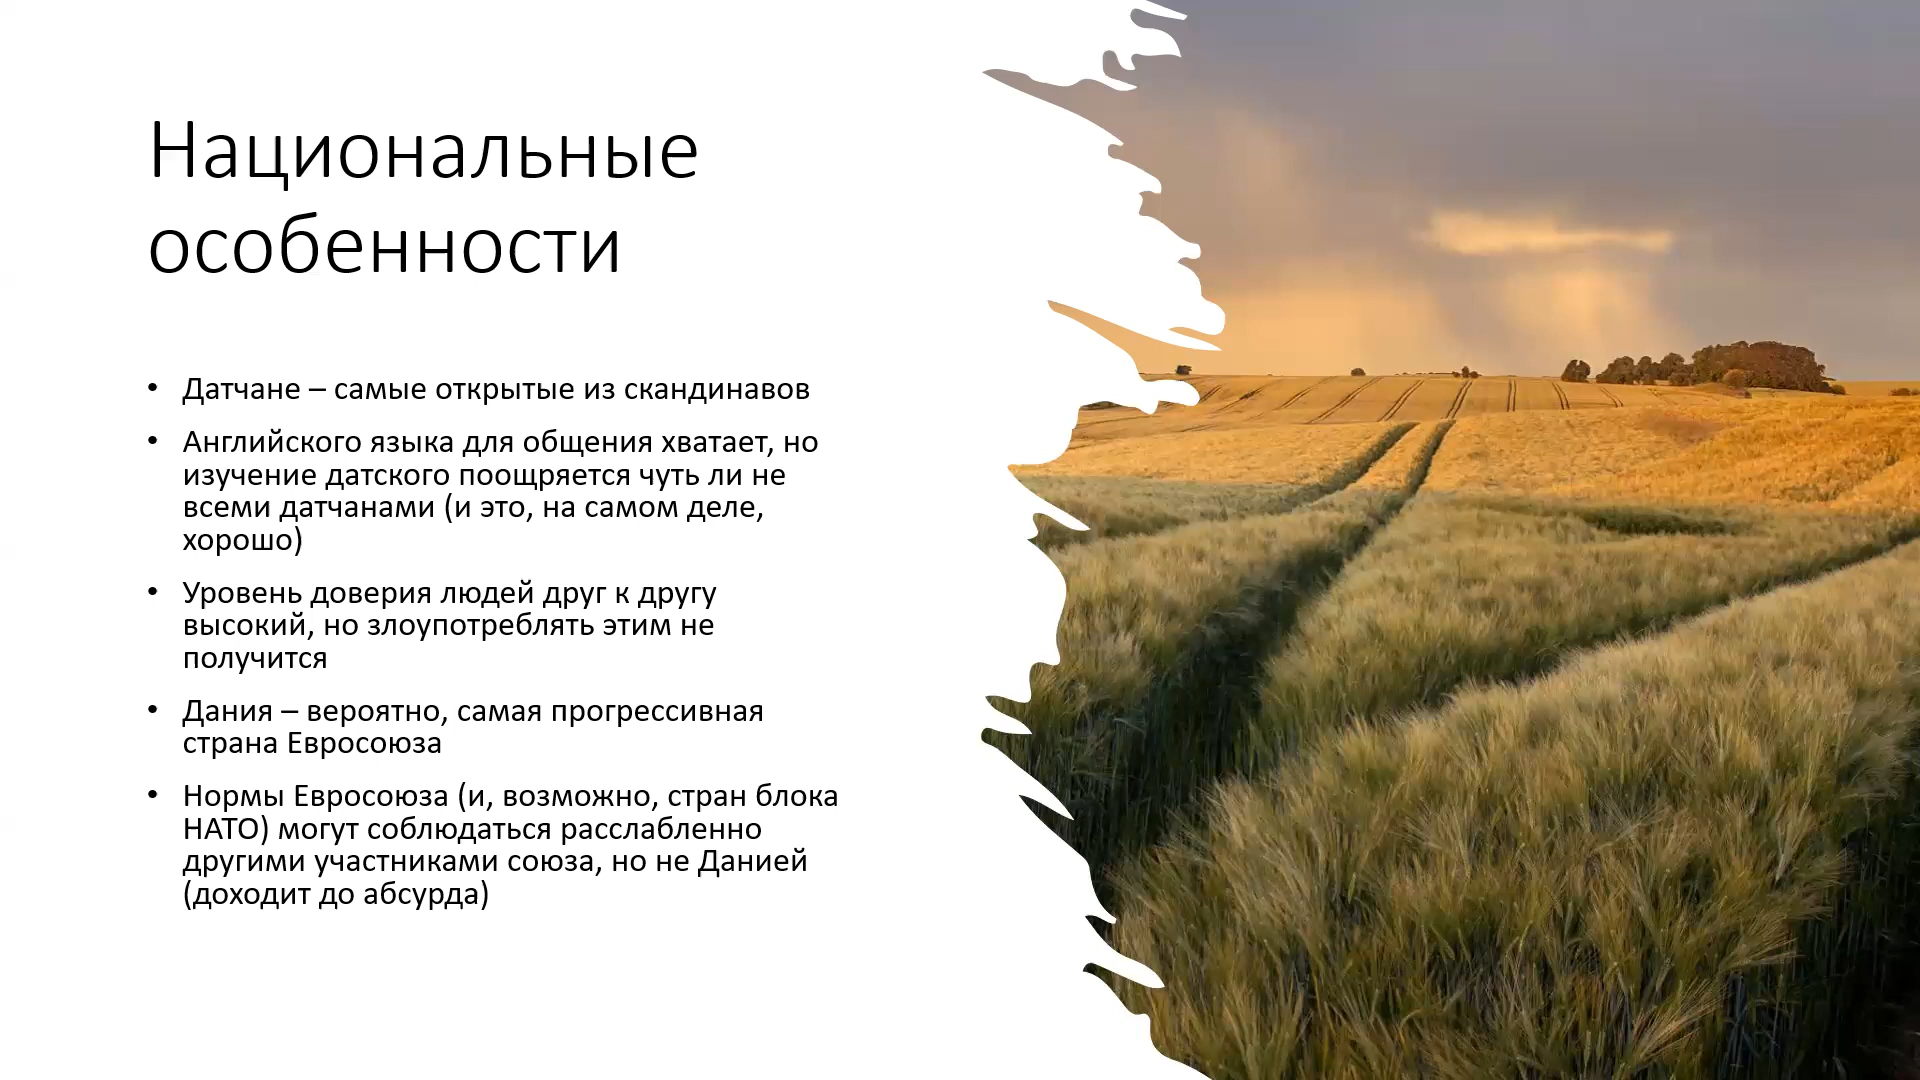 Национальные
особенности
• Датчане – самые открытые из скандинавов
• Английского языка для общения хватает, но
изучение датского поощряется чуть ли не
всеми датчанами (и это, на самом деле,
хорошо)
• Уровень доверия людей друг к другу
высокий, но злоупотреблять этим не
получится
• Дания – вероятно, самая прогрессивная
страна Евросоюза
• Нормы Евросоюза (и, возможно, стран блока
НАТО) могут соблюдаться расслабленно
другими участниками союза, но не Данией
(доходит до абсурда)